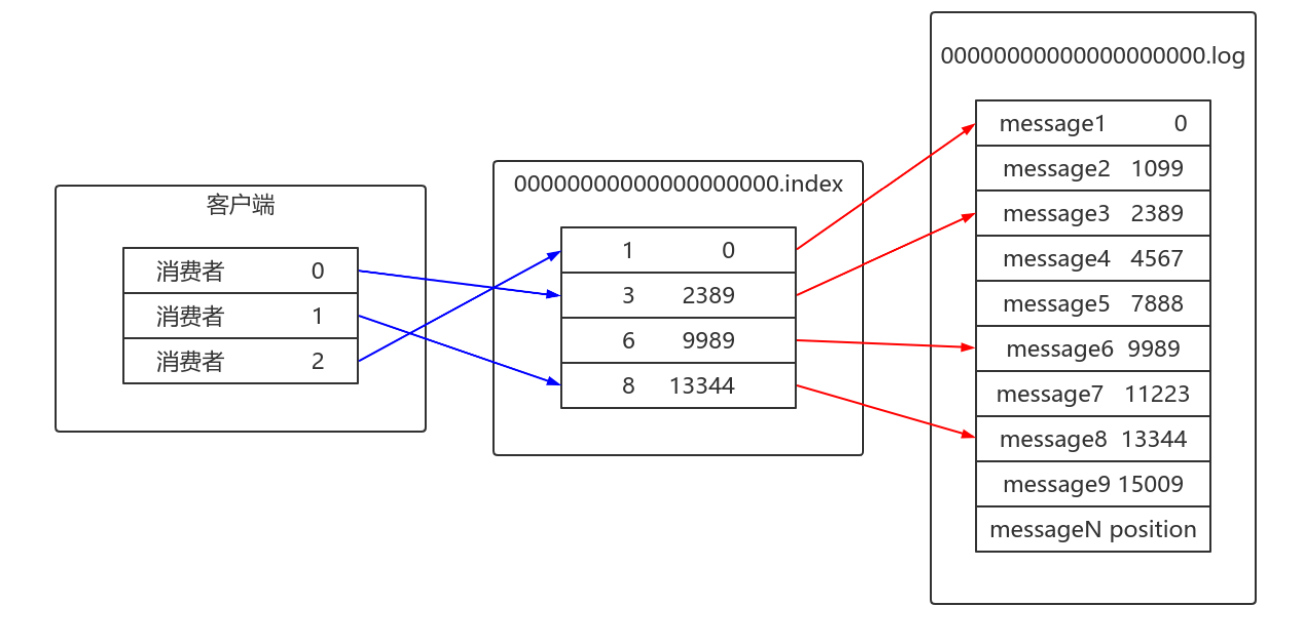 客户端
消费者 0
消费者 1
消费者 2
00000000000000000000.index
1 0
3 2389
6 9989
8 13344
00000000000000000000.log
message1 0
message2 1099
message3 2389
message4 4567
message5 7888
message6 9989
message7 11223
message8 13344
message9 15009
messageN position